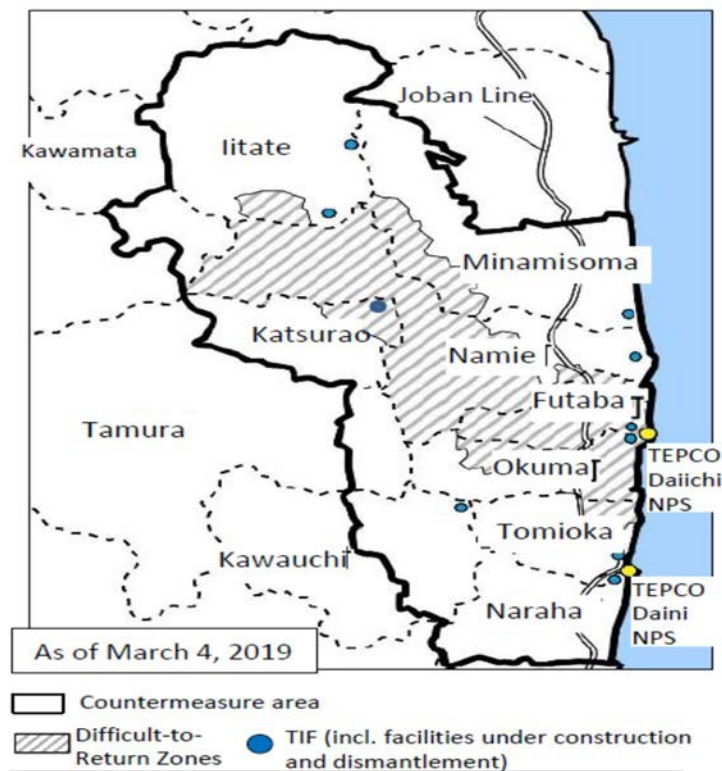 Joban Line
Kawamata
Iitate
Minamisoma
Katsurao
Namie
Futaba
Tamura
Okuma
TEPCO
Daiichi
NPS
Tomioka
Kawauchi
TEPCO
Daini
NPS
Naraha
As of March 4, 2019
Countermeasure area
Difficult-to-
Return Zones
TIF (incl. facilities under construction
and dismantlement)